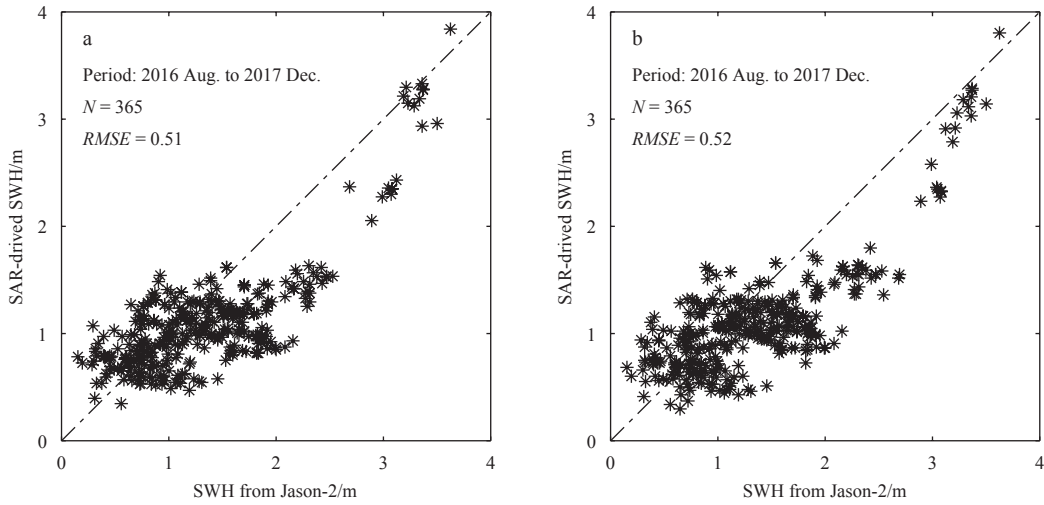 a
Period: 2016 Aug. to 2017 Dec.
N = 365
RMSE = 0.51
4
3
2
1
0
0 1 2 3 4
SAR-drived SWH/m
SWH from Jason-2/m
b
Period: 2016 Aug. to 2017 Dec.
N = 365
RMSE = 0.52
4
3
2
1
0
0 1 2 3 4
SAR-drived SWH/m
SWH from Jason-2/m